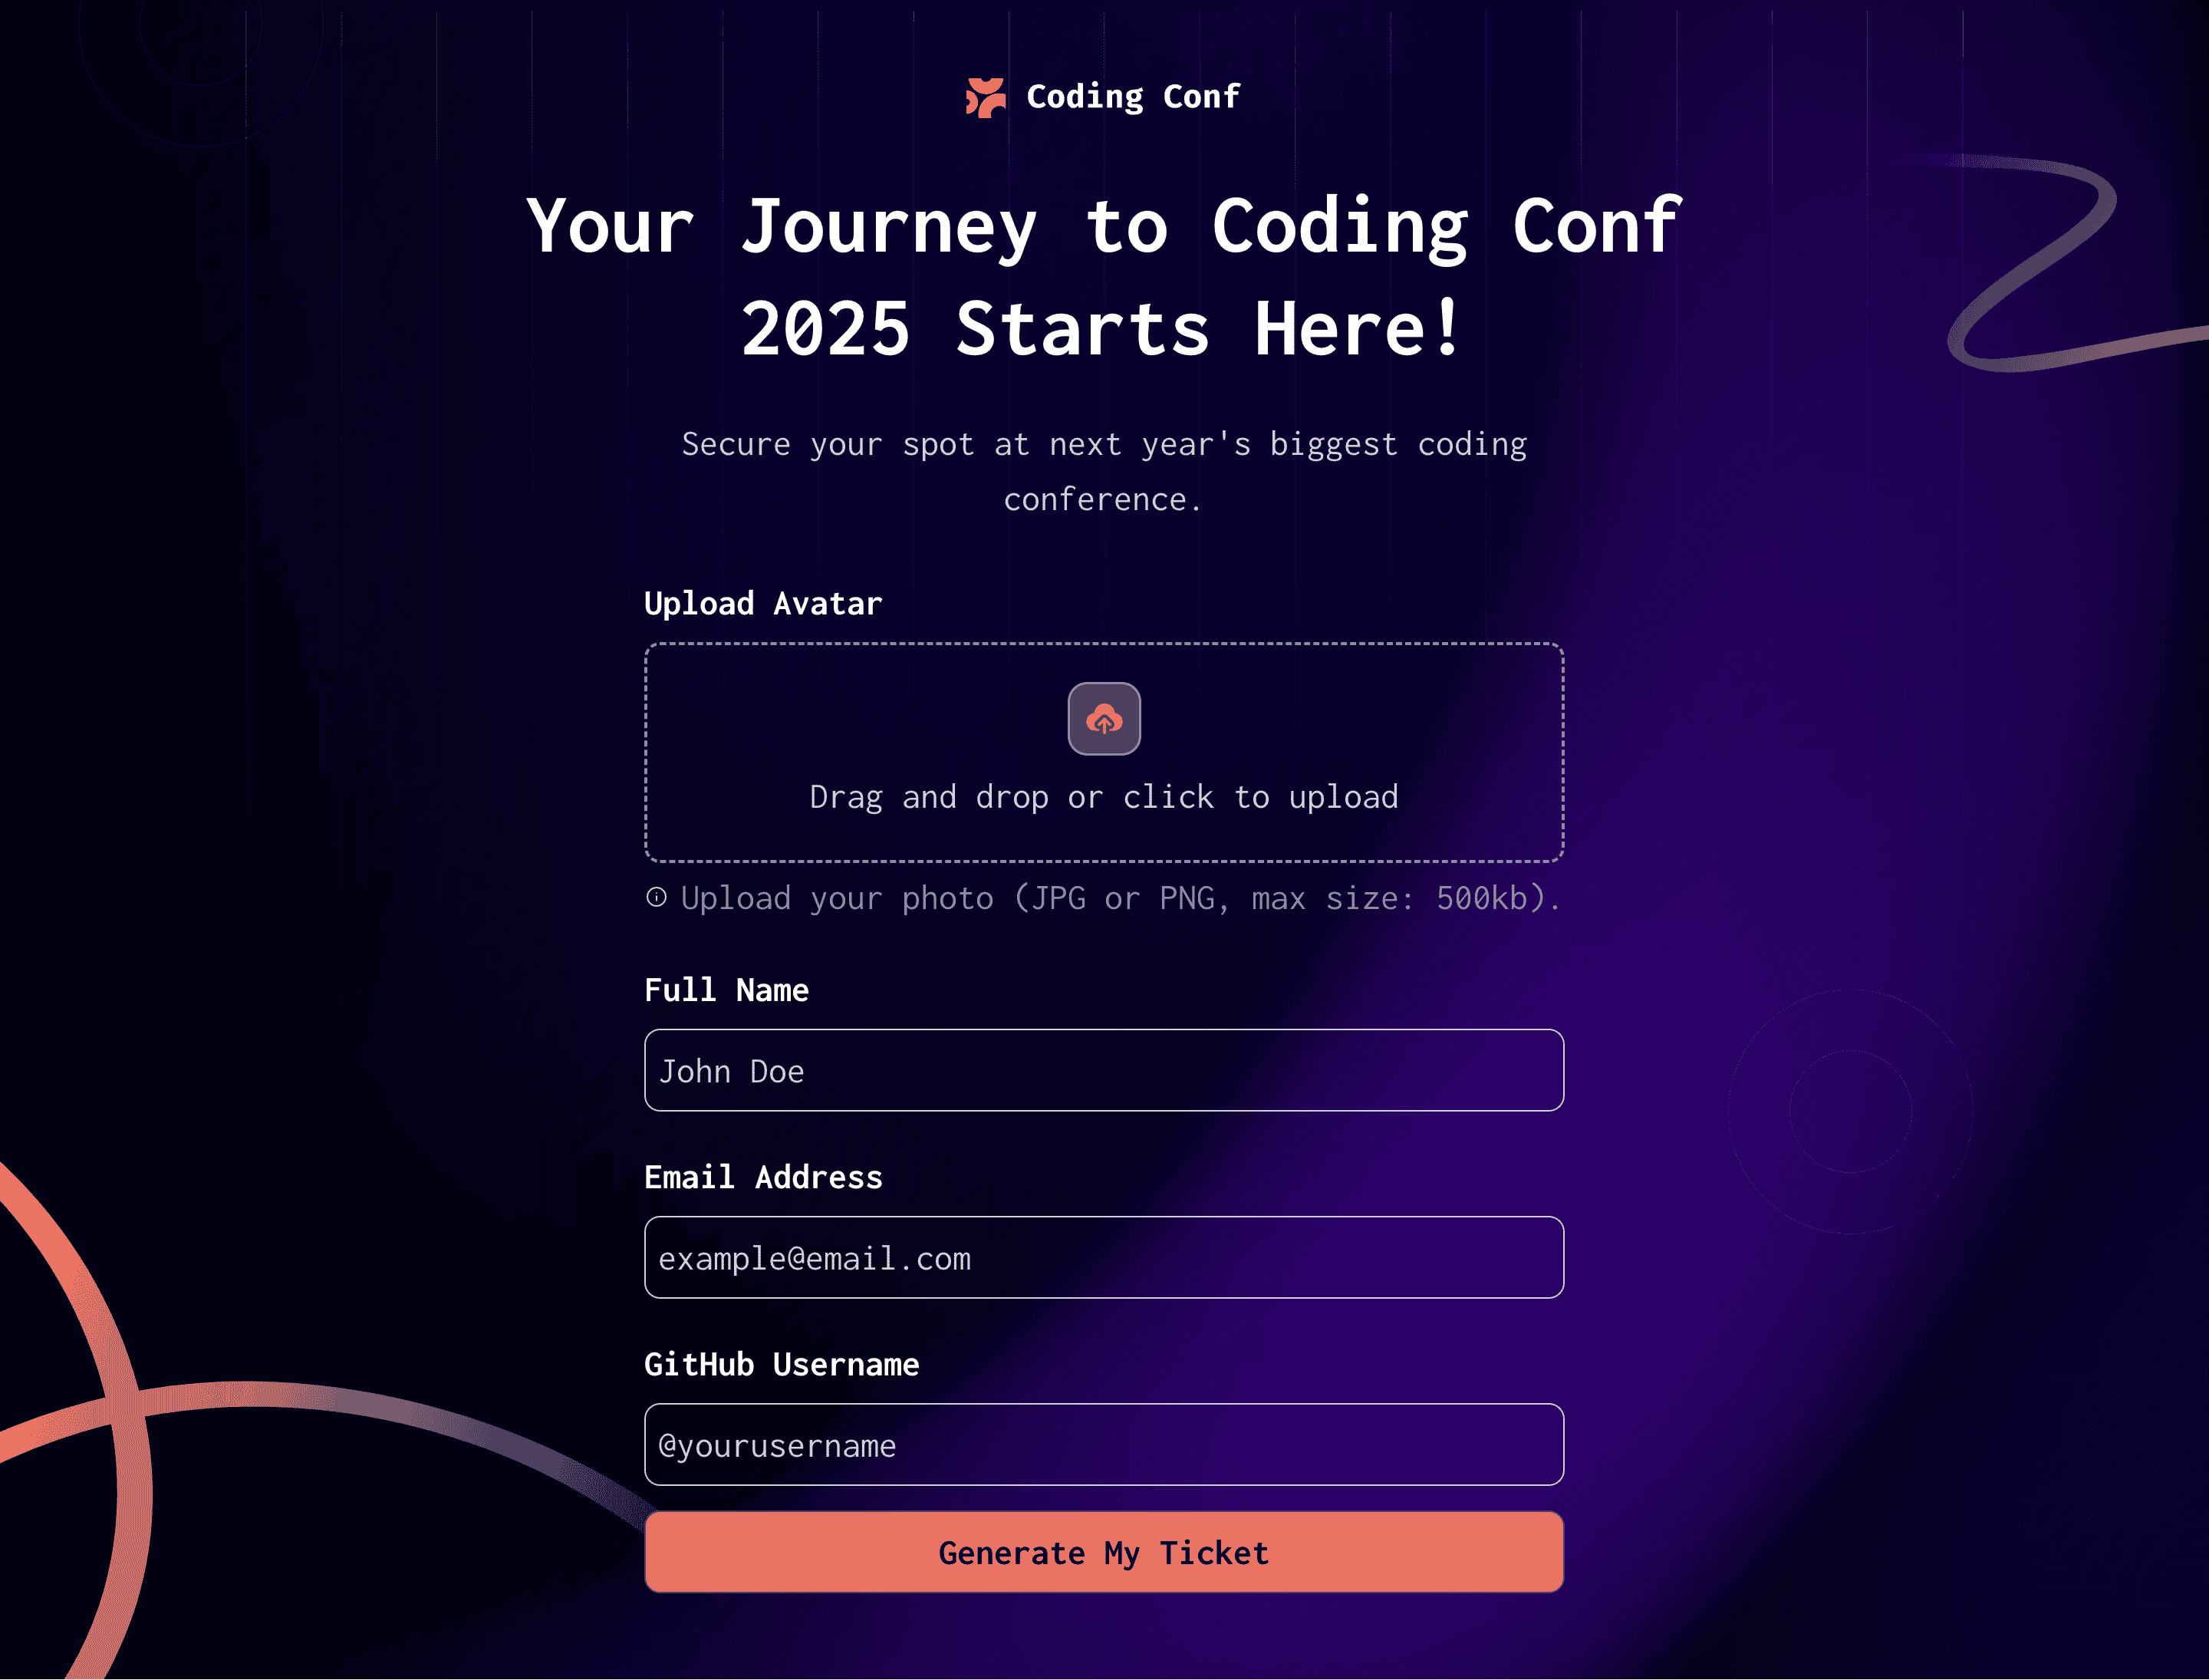 Coding Conf
Your Journey to Coding Conf
2025 Starts Here!
Secure your spot at next year's biggest coding
conference.
Upload Avatar
Drag and drop or click to upload
Upload your photo (JPG or PNG, max size: 500kb).
Full Name
John Doe
Email Address
example@email.com
GitHub Username
@yourusername
Generate My Ticket